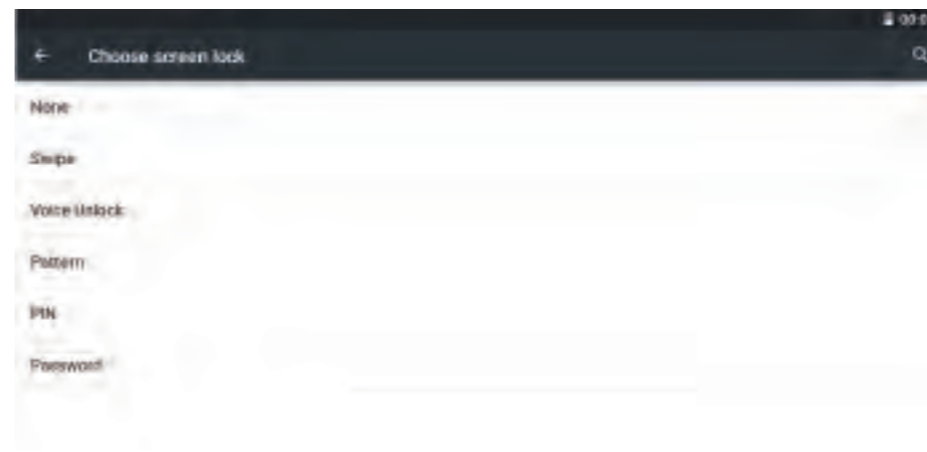 Choose screen lock
None
Swipe
Voice Unlock
Pattern
PIN
Password